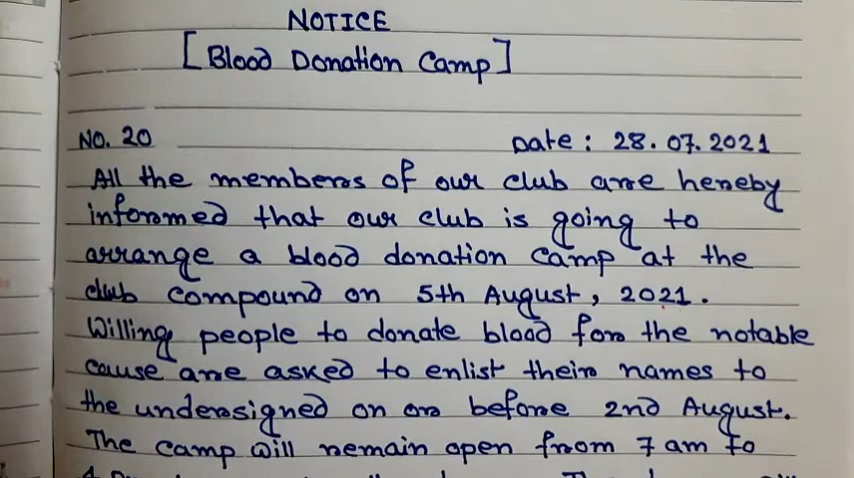 NOTICE
[Blood Donation Camp]
No. 20 Date : 28.07.2021
All the members of our club are hereby
informed that our club is going to
arrange a blood donation camp at the
club compound on 5th August, 2021.
Willing people to donate blood for the notable
cause are asked to enlist their names to
the undersigned on or before 2nd August.
The camp will remain open from 7 am to